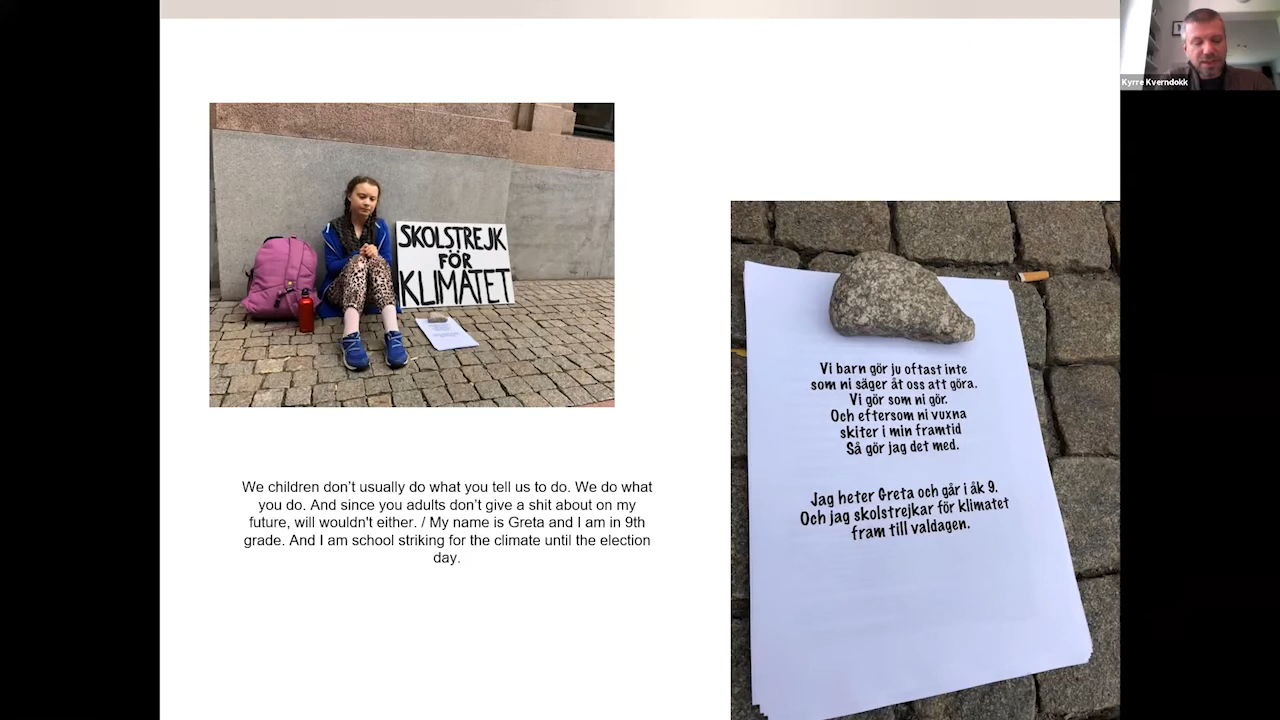 Kyrre Kverndokk
SKOLSTREJK
FÖR
KLIMATET
Vi barn gör ju oftast inte
som ni säger åt oss att göra.
Vi gör som ni gör.
Och eftersom ni vuxna
skiter i min framtid
Så gör jag det med.
Jag heter Greta och går i åk 9.
Och jag skolstrejkar för klimatet
fram till valdagen.
We children don't usually do what you tell us to do. We do what
you do. And since you adults don't give a shit about on my
future, will wouldn't either. / My name is Greta and I am in 9th
grade. And I am school striking for the climate until the election
day.